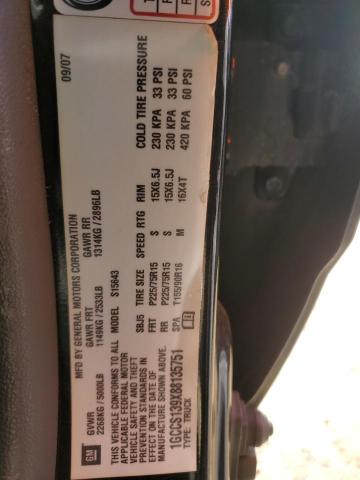 GM
MFD BY GENERAL MOTORS CORPORATION
09/07
GVWR GAWR FRT GAWR RR
2268KG / 5000LB 1149KG / 2533LB 1314KG / 2896LB
THIS VEHICLE CONFORMS TO ALL
APPLICABLE FEDERAL MOTOR
VEHICLE SAFETY AND THEFT
PREVENTION STANDARDS IN
EFFECT ON THE DATE OF
MANUFACTURE SHOWN ABOVE.
1GCCS139X88135751
TYPE: TRUCK
MODEL S15643
SBJ5 TIRE SIZE SPEED RTG RIM COLD TIRE PRESSURE
FRT P225/75R15 S 15X6.5J 230 KPA 33 PSI
RR P225/75R15 S 15X6.5J 230 KPA 33 PSI
SPA T155/90R16 M 16X4T 420 KPA 60 PSI